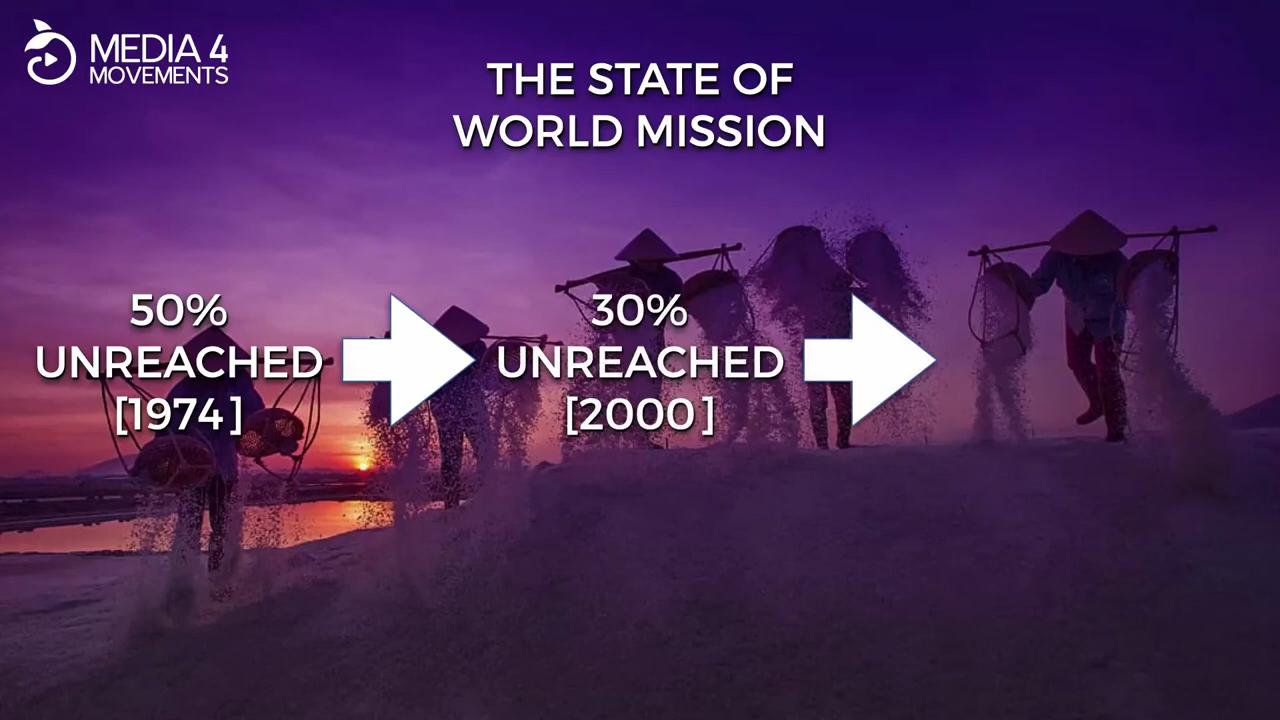 MEDIA 4
MOVEMENTS
THE STATE OF
WORLD MISSION
50%
UNREACHED
[1974]
30%
UNREACHED
[2000]